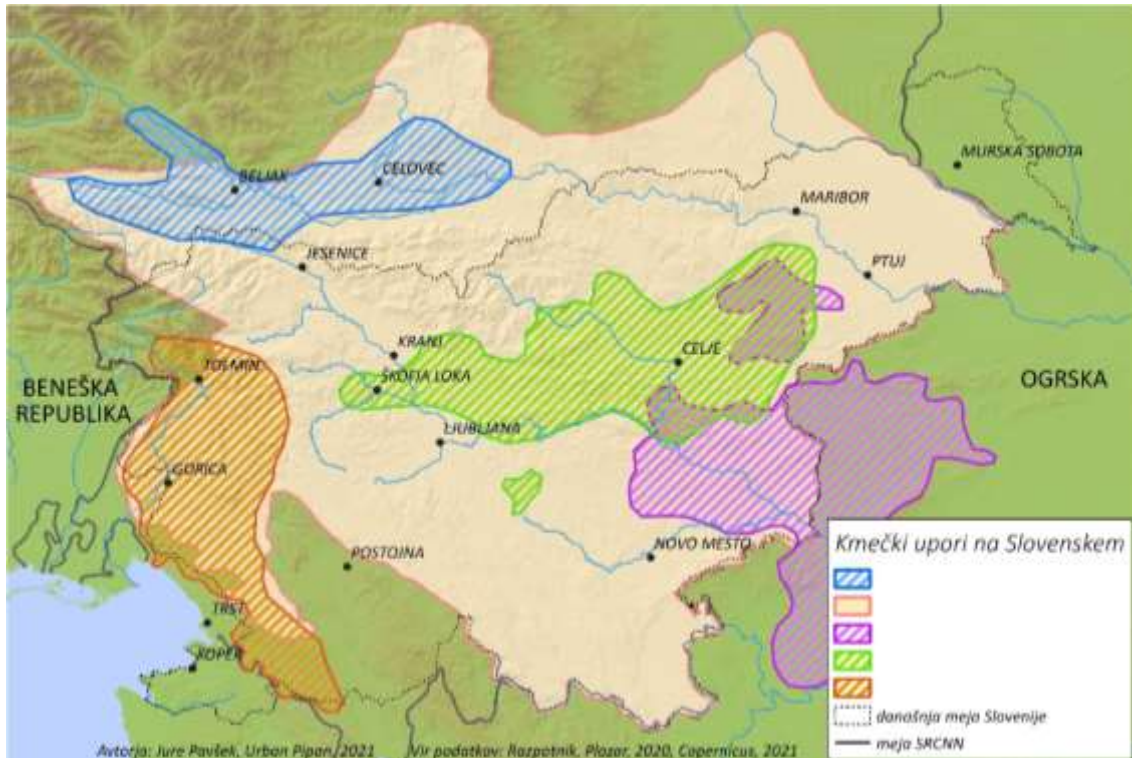 MURSKA SOBOTA
BELJAK
CELOVEC
MARIBOR
JESENICE
PTUJ
KRANJ
CELJE
TOLMIN
ŠKOFJA LOKA
BENEŠKA
REPUBLIKA
OGRSKA
LJUBLJANA
GORICA
Kmečki upori na Slovenskem
POSTOJNA
NOVO MESTO
TRST
KOPER
današnja meja Slovenije
meja SRCNN
Avtorja: Jure Pavšek, Urban Pipan, 2021
Vir podatkov: Razpotnik, Plazar, 2020, Copernicus, 2021